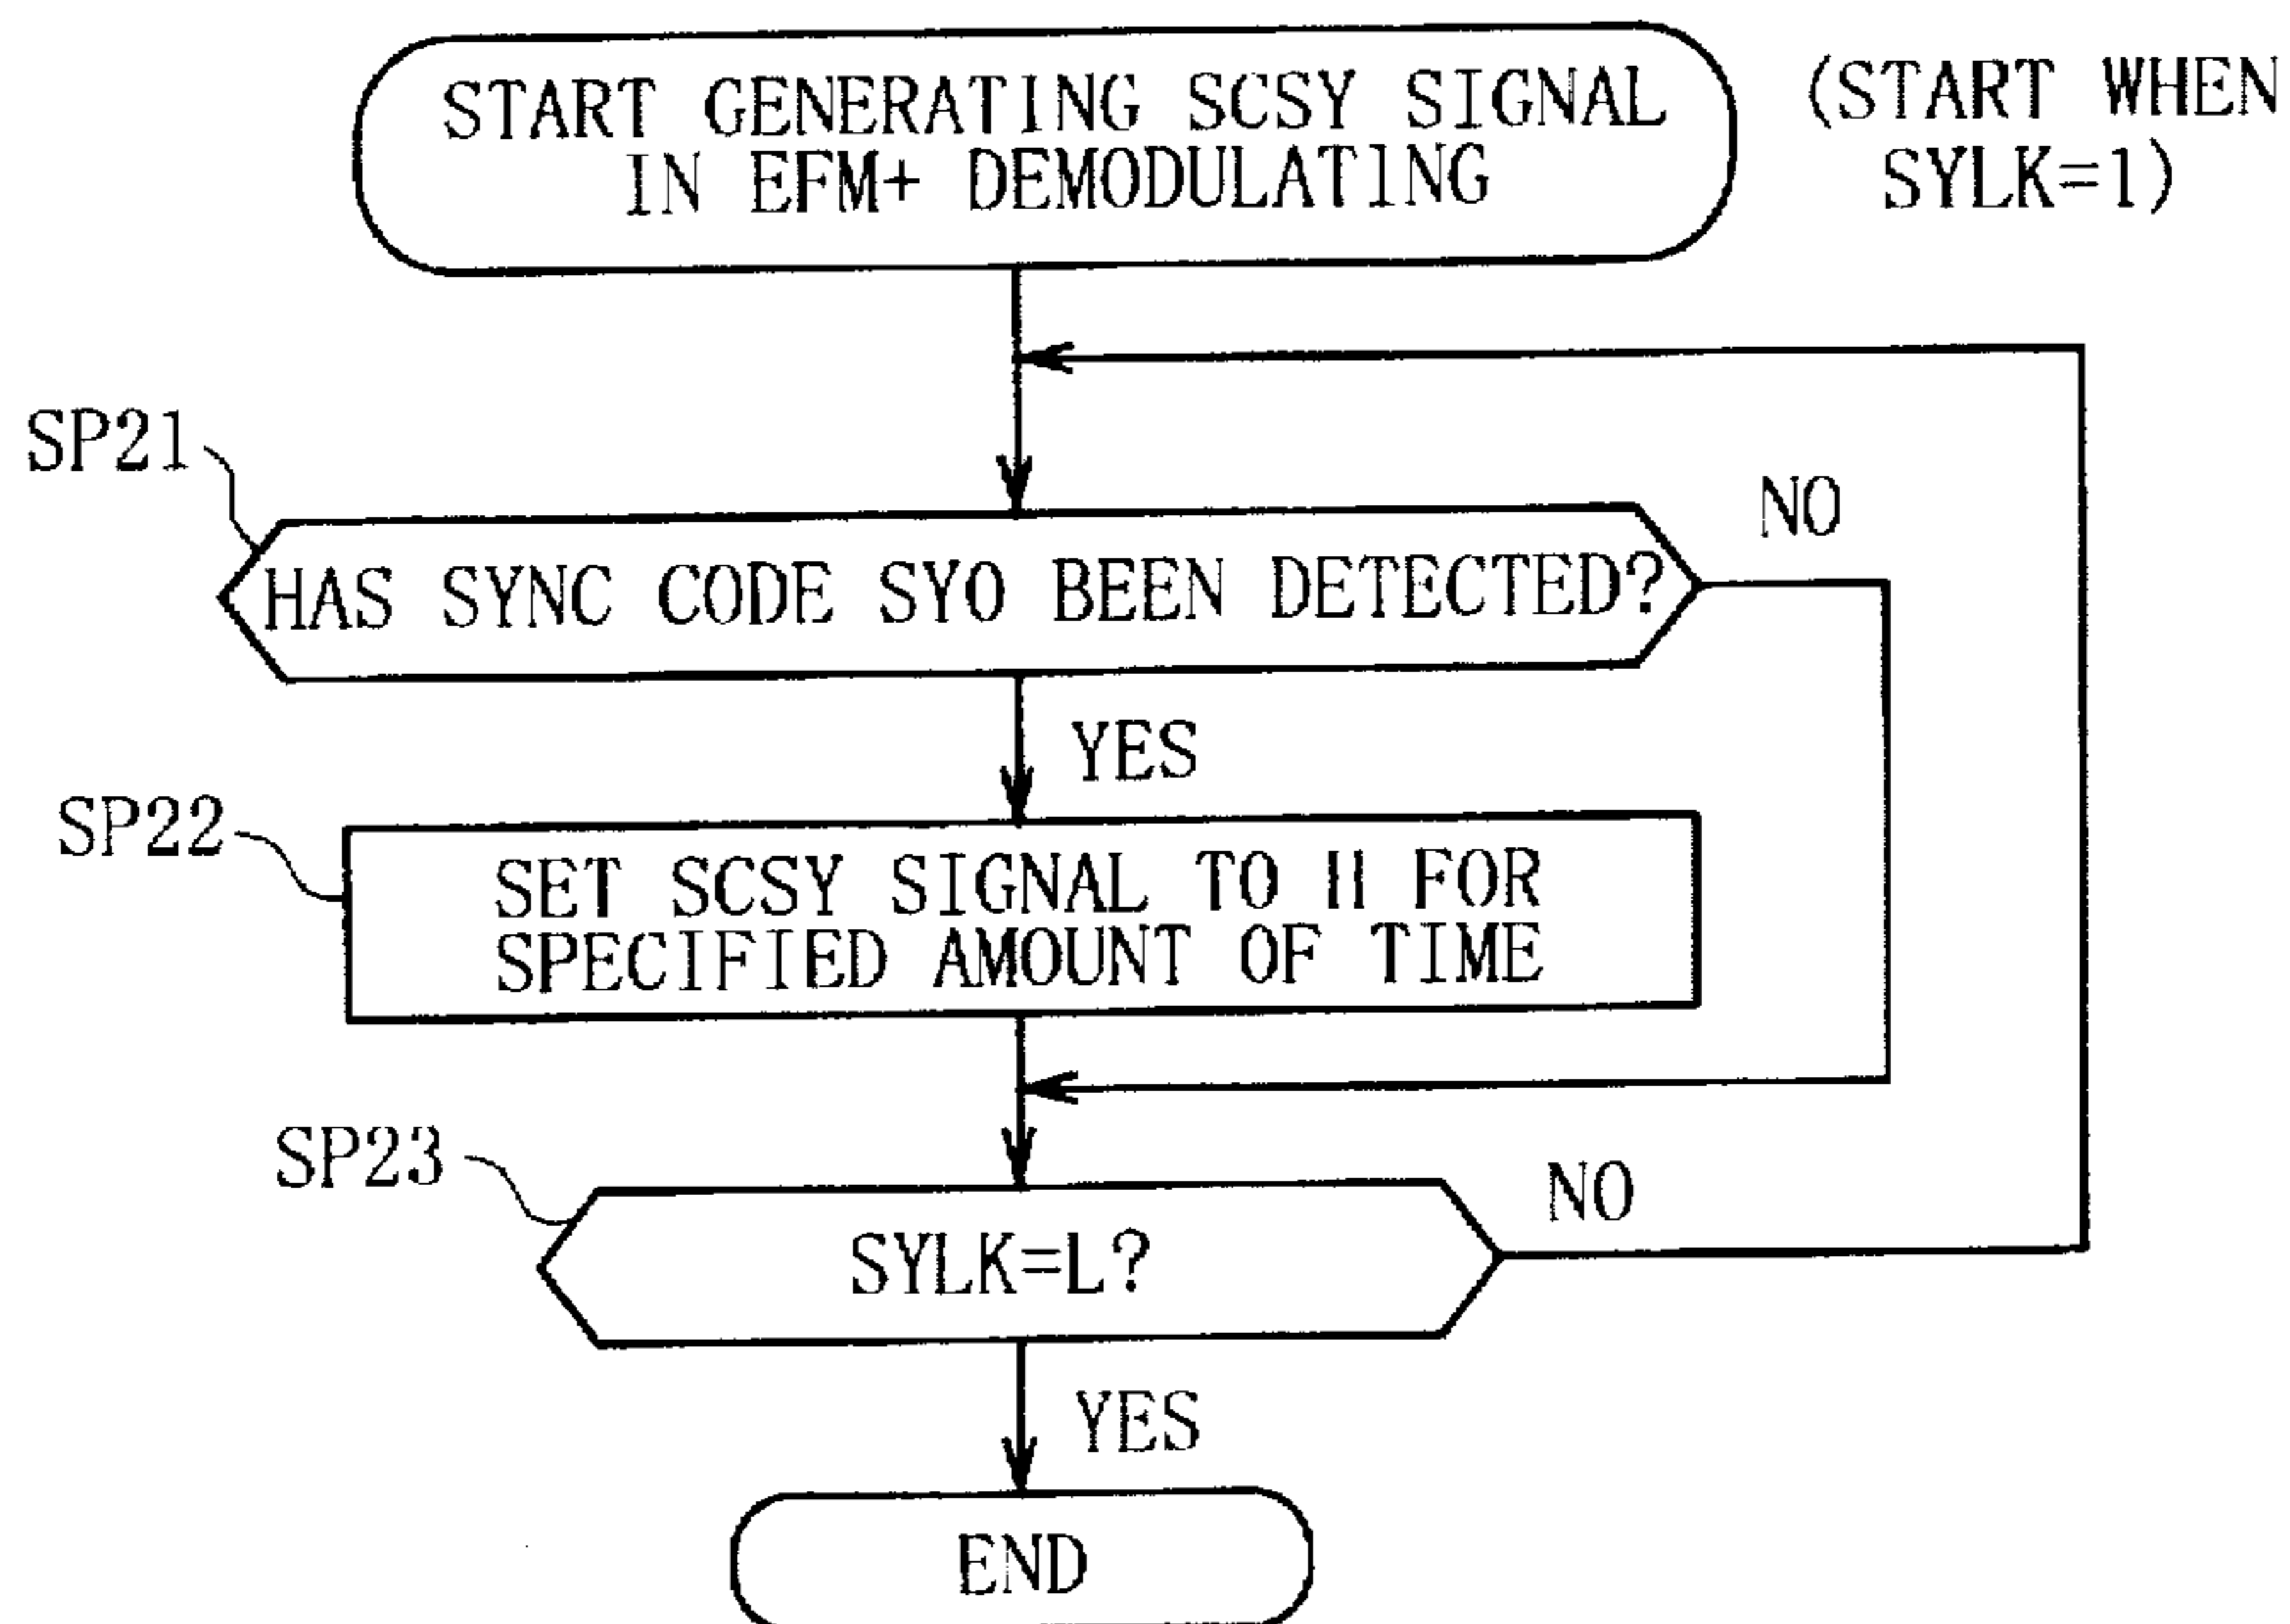 START GENERATING SCSY SIGNAL
IN EFM+ DEMODULATING
(START WHEN
SYLK=1)
SP21
HAS SYNC CODE SY0 BEEN DETECTED?
NO
YES
SP22
SET SCSY SIGNAL TO H FOR
SPECIFIED AMOUNT OF TIME
SP23
SYLK=L?
NO
YES
END